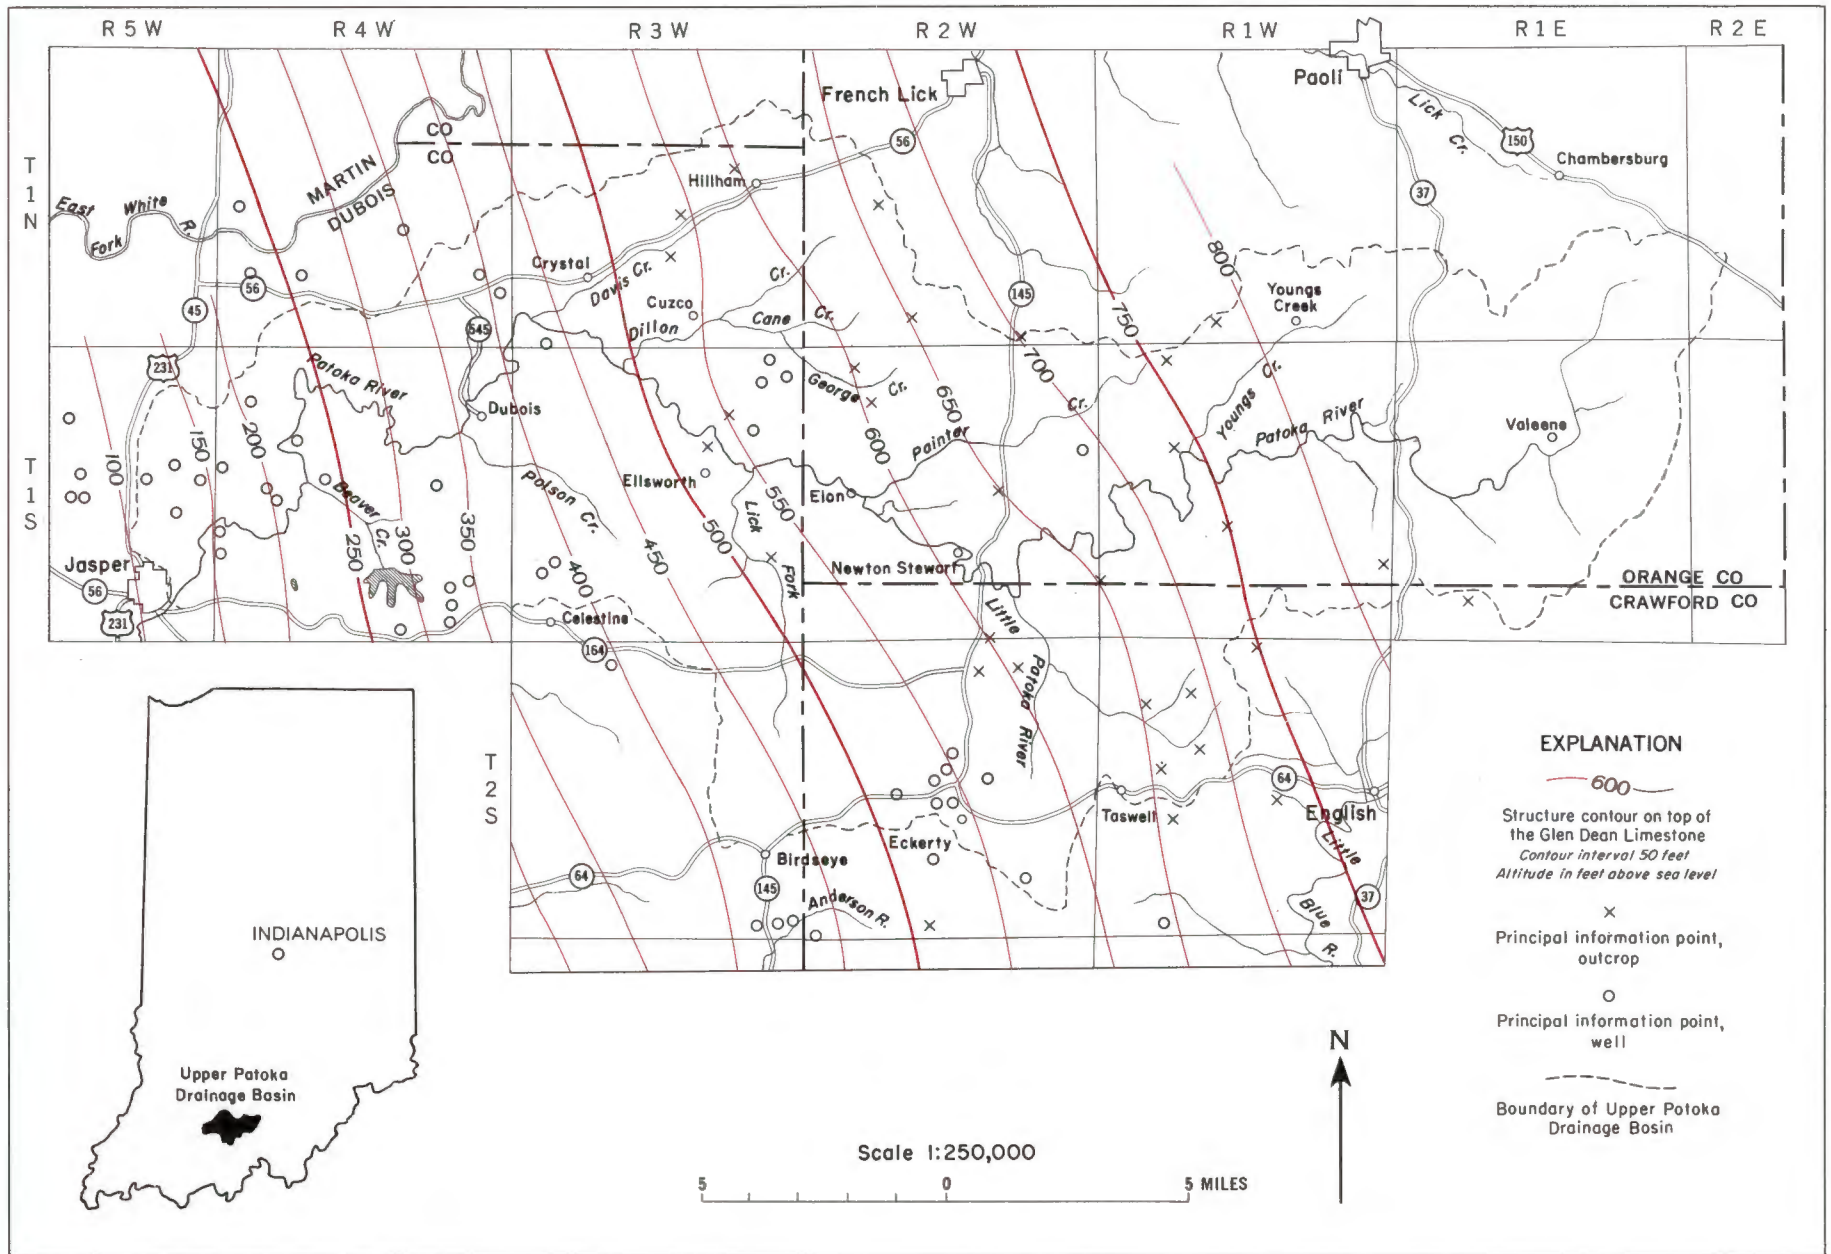 R 5 W
R 4 W
R 3 W
R 2 W
R 1 W
R 1 E
R 2 E
T
1
N
T
1
S
T
2
S
Paoli
French Lick
Lick Cr.
150
Chambersburg
56
37
CO
CO
MARTIN
DUBOIS
East Fork White R.
Hillham
Crystal
Davis Cr.
Cuzco
Dillon
Cr.
Cane Cr.
George Cr.
145
800
Youngs
Creek
750
700
650
600
550
500
450
400
350
300
250
200
150
100
45
56
545
231
Patoka River
Dubois
Painter Cr.
Youngs Cr.
Patoka River
Valeene
Ellsworth
Elon
Polson Cr.
Beaver Cr.
Lick Fork
Jasper
56
231
Newton Stewart
ORANGE CO
CRAWFORD CO
Celestine
164
Little Patoka River
64
Taswell
English
Little Blue R.
37
Eckerty
Birdseye
64
145
Anderson R.
INDIANAPOLIS
Upper Patoka
Drainage Basin
EXPLANATION
600
Structure contour on top of
the Glen Dean Limestone
Contour interval 50 feet
Altitude in feet above sea level
Principal information point,
outcrop
Principal information point,
well
Boundary of Upper Patoka
Drainage Basin
N
Scale 1:250,000
5 0 5 MILES